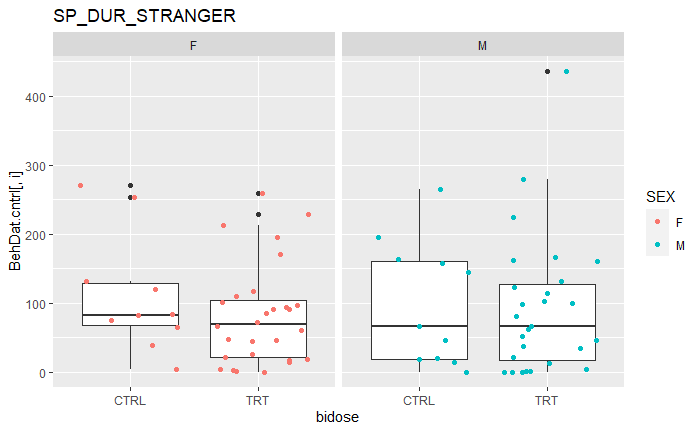 SP_DUR_STRANGER
F
M
BehDat.cntrl[, i]
400
300
200
100
0
CTRL
TRT
CTRL
TRT
bidose
SEX
F
M